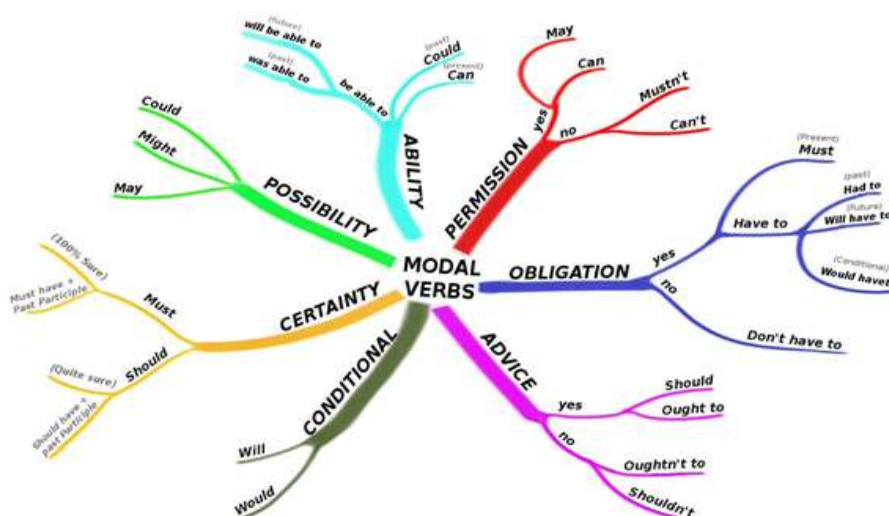 MODAL
VERBS
ABILITY
be able to
(future)
will be able to
(past)
was able to
(past)
Could
(present)
Can
PERMISSION
yes
May
Can
no
Mustn't
Can't
OBLIGATION
yes
(Present)
Must
Have to
(past)
Had to
(future)
Will have to
(Conditional)
Would havet
no
Don't have to
ADVICE
yes
Should
Ought to
no
Oughtn't to
Shouldn't
CONDITIONAL
Will
Would
CERTAINTY
Must
(100% Sure)
Must have +
Past Participle
Should
(Quite sure)
Should have +
past Participle
POSSIBILITY
Could
Might
May